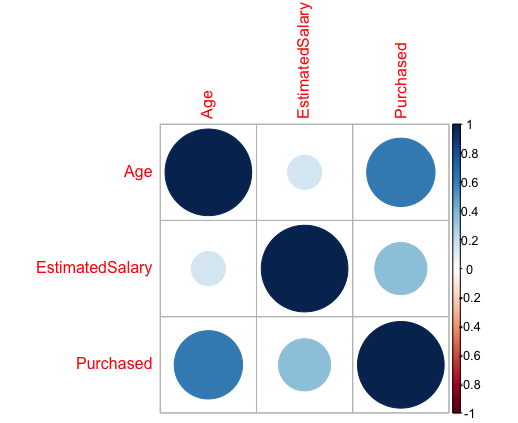 Age
EstimatedSalary
Purchased
Age
EstimatedSalary
Purchased
1
0.8
0.6
0.4
0.2
0
-0.2
-0.4
-0.6
-0.8
-1